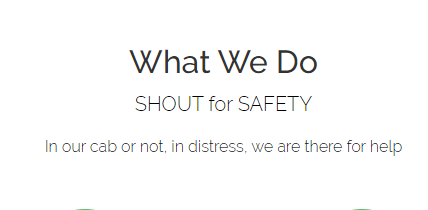 What We Do
SHOUT for SAFETY
In our cab or not, in distress, we are there for help